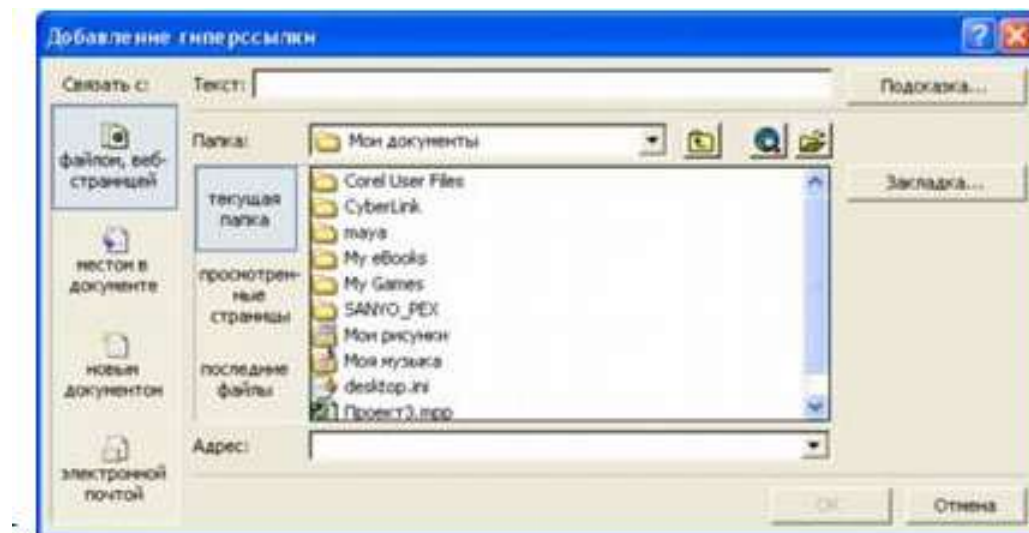 Добавление гиперссылки
Связать с:
Текст:
Подсказка...
файлом, веб-
страницей
Папка:
Мои документы
Закладка...
текущая
папка
Corel User Files
CyberLink
maya
My eBooks
My Games
SANYO_PEX
Мои рисунки
Моя музыка
desktop.ini
Проект3.mpp
местом в
документе
просмотрен-
ные
страницы
новым
документом
последние
файлы
Адрес:
электронной
почтой
ОК
Отмена